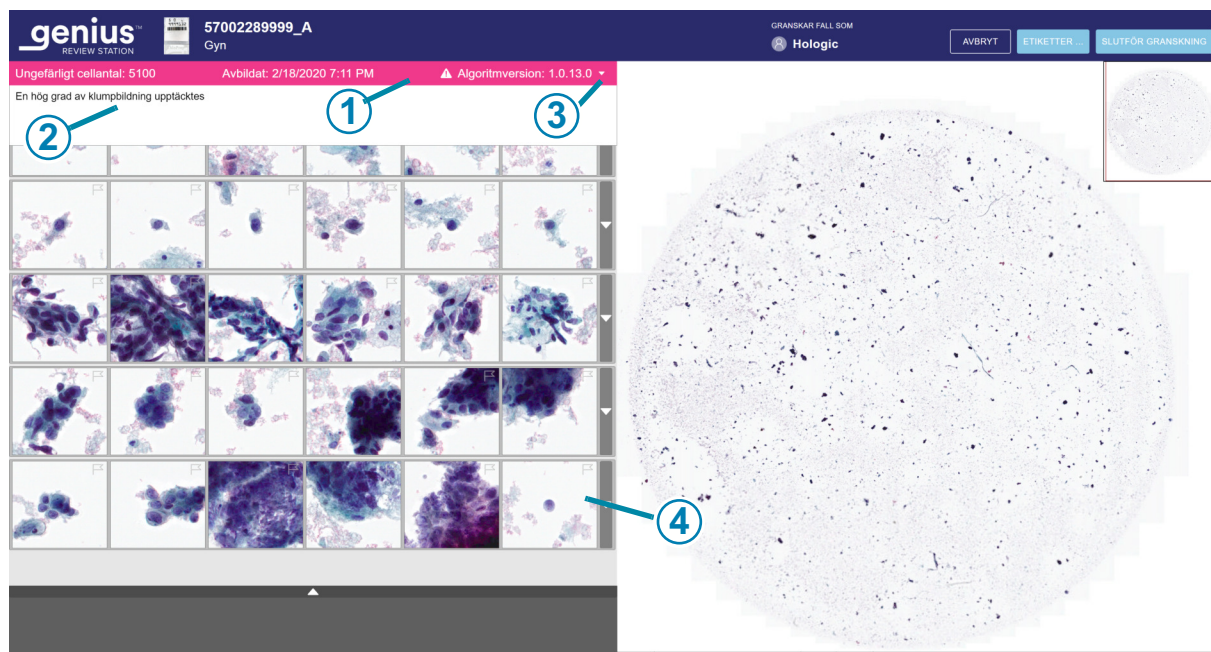 genius™
REVIEW STATION
57002289999_A
Gyn
GRANSKAR FALL SOM
Hologic
AVBRYT
ETIKETTER ...
SLUTFÖR GRANSKNING
Ungefärligt cellantal: 5100
Avbildat: 2/18/2020 7:11 PM
Algoritmversion: 1.0.13.0
En hög grad av klumpbildning upptäcktes
1
2
3
4